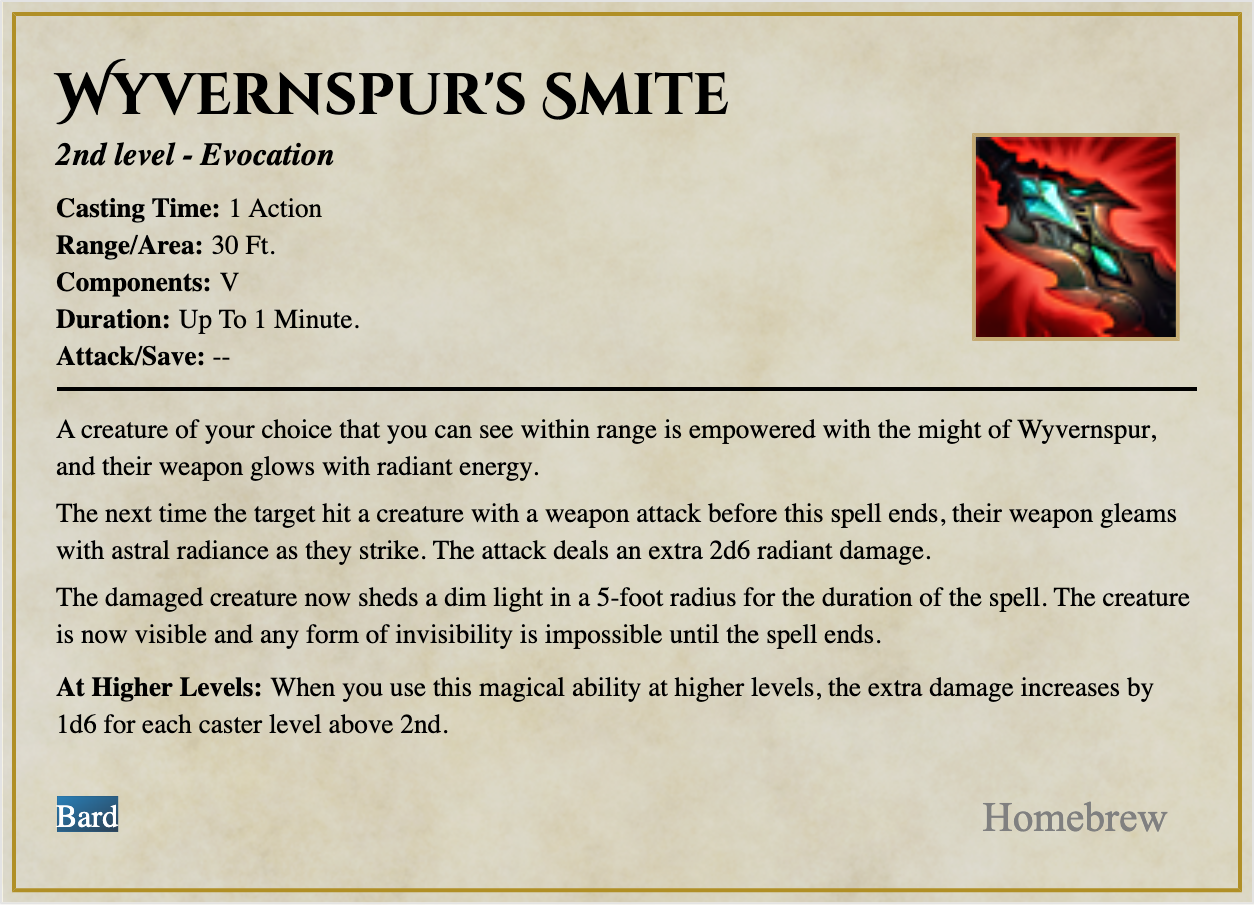 Wyvernspur's Smite
2nd level - Evocation
Casting Time: 1 Action
Range/Area: 30 Ft.
Components: V
Duration: Up To 1 Minute.
Attack/Save: --
A creature of your choice that you can see within range is empowered with the might of Wyvernspur,
and their weapon glows with radiant energy.
The next time the target hit a creature with a weapon attack before this spell ends, their weapon gleams
with astral radiance as they strike. The attack deals an extra 2d6 radiant damage.
The damaged creature now sheds a dim light in a 5-foot radius for the duration of the spell. The creature
is now visible and any form of invisibility is impossible until the spell ends.
At Higher Levels: When you use this magical ability at higher levels, the extra damage increases by
1d6 for each caster level above 2nd.
Bard
Homebrew